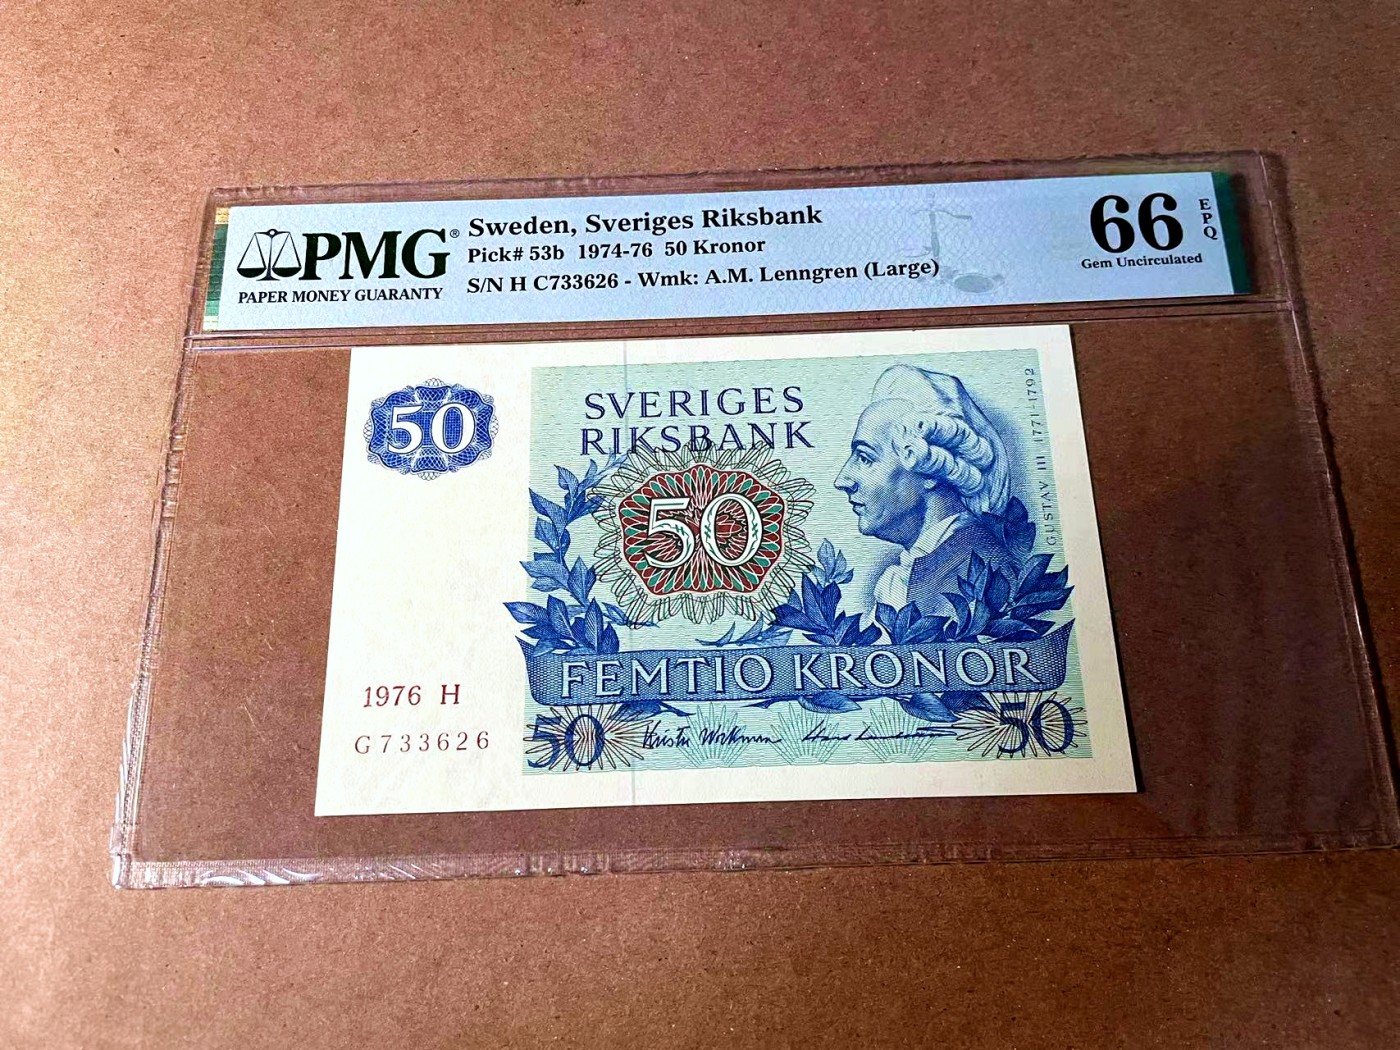 PMG®
PAPER MONEY GUARANTY
Sweden, Sveriges Riksbank
Pick# 53b 1974-76 50 Kronor
S/N H C733626 - Wmk: A.M. Lenngren (Large)
66
EPQ
Gem Uncirculated
50
SVERIGES
RIKSBANK
50
GUSTAV III 1771-1792
FEMTIO KRONOR
1976 H
G733626
50
50